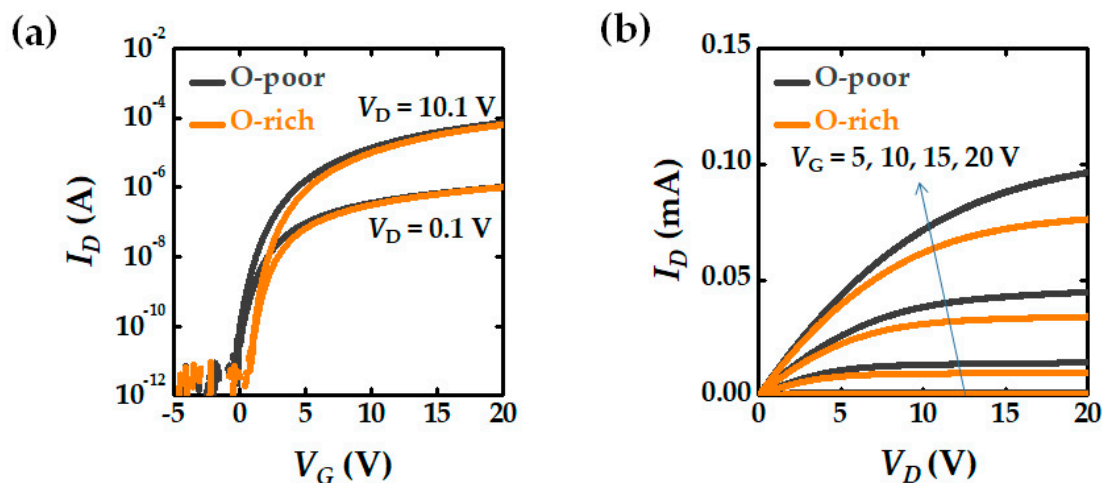 (a)
10⁻²
10⁻⁴
10⁻⁶
10⁻⁸
10⁻¹⁰
10⁻¹²
I_D (A)
O-poor
O-rich
V_D = 10.1 V
V_D = 0.1 V
-5 0 5 10 15 20
V_G (V)
(b)
0.15
0.10
0.05
0.00
I_D (mA)
O-poor
O-rich
V_G = 5, 10, 15, 20 V
0 5 10 15 20
V_D (V)